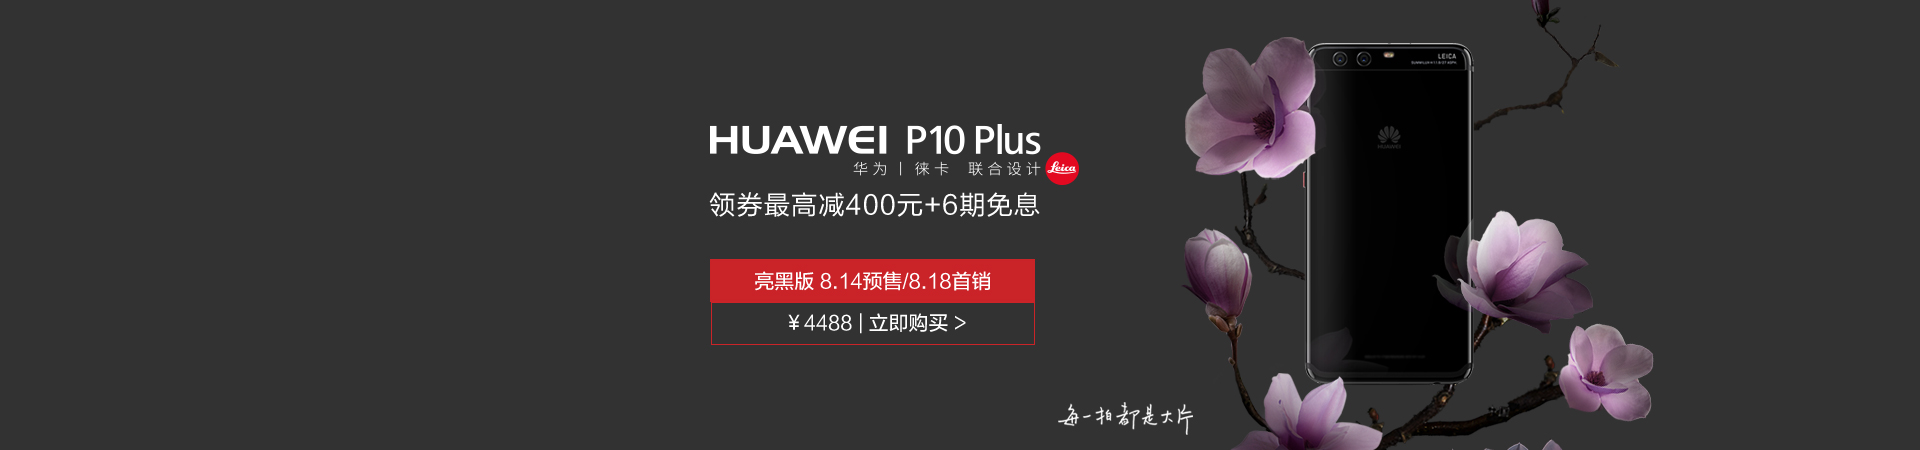 HUAWEI P10 Plus
华为 | 徕卡 联合设计
Leica
领券最高减400元+6期免息
亮黑版 8.14预售/8.18首销
¥4488 | 立即购买 >
每一拍都是大片
LEICA
HUAWEI